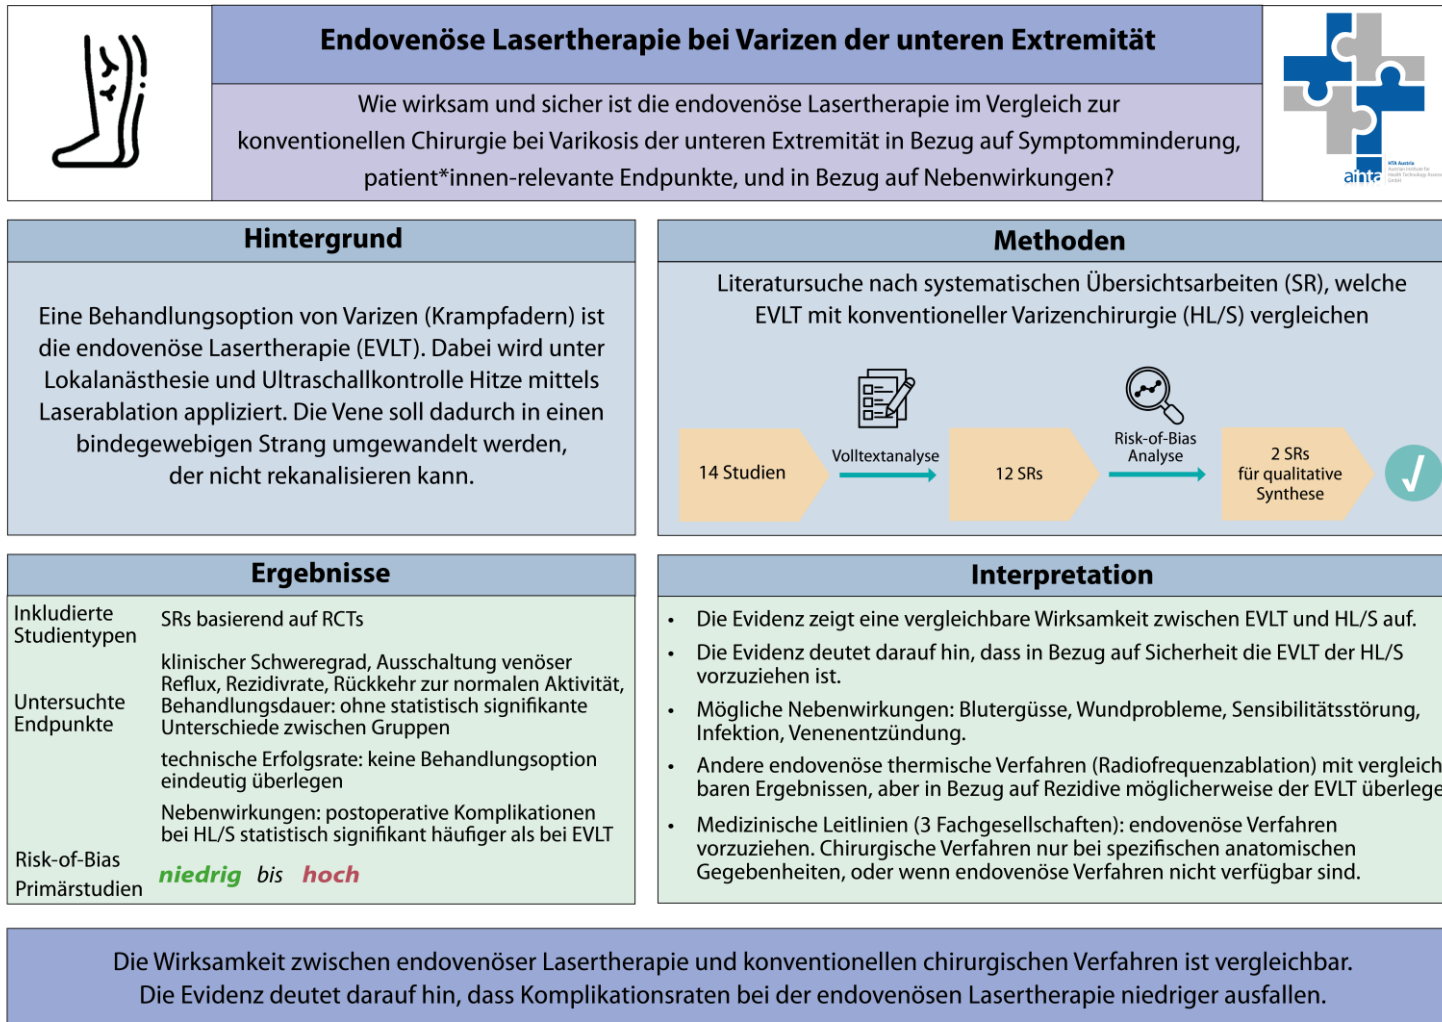 Endovenöse Lasertherapie bei Varizen der unteren Extremität
Wie wirksam und sicher ist die endovenöse Lasertherapie im Vergleich zur
konventionellen Chirurgie bei Varikosis der unteren Extremität in Bezug auf Symptomminderung,
patient*innen-relevante Endpunkte, und in Bezug auf Nebenwirkungen?
aihta
HTA Austria
Austrian Institute for
Health Technology Assess
GmbH
Hintergrund
Eine Behandlungsoption von Varizen (Krampfadern) ist
die endovenöse Lasertherapie (EVLT). Dabei wird unter
Lokalanästhesie und Ultraschallkontrolle Hitze mittels
Laserablation appliziert. Die Vene soll dadurch in einen
bindegewebigen Strang umgewandelt werden,
der nicht rekanalisieren kann.
Methoden
Literatursuche nach systematischen Übersichtsarbeiten (SR), welche
EVLT mit konventioneller Varizenchirurgie (HL/S) vergleichen
14 Studien
Volltextanalyse
12 SRs
Risk-of-Bias
Analyse
2 SRs
für qualitative
Synthese
Ergebnisse
Inkludierte
Studientypen
SRs basierend auf RCTs
Untersuchte
Endpunkte
klinischer Schweregrad, Ausschaltung venöser
Reflux, Rezidivrate, Rückkehr zur normalen Aktivität,
Behandlungsdauer: ohne statistisch signifikante
Unterschiede zwischen Gruppen
technische Erfolgsrate: keine Behandlungsoption
eindeutig überlegen
Nebenwirkungen: postoperative Komplikationen
bei HL/S statistisch signifikant häufiger als bei EVLT
Risk-of-Bias
Primärstudien
niedrig bis hoch
Interpretation
• Die Evidenz zeigt eine vergleichbare Wirksamkeit zwischen EVLT und HL/S auf.
• Die Evidenz deutet darauf hin, dass in Bezug auf Sicherheit die EVLT der HL/S
vorzuziehen ist.
• Mögliche Nebenwirkungen: Blutergüsse, Wundprobleme, Sensibilitätsstörung,
Infektion, Venenentzündung.
• Andere endovenöse thermische Verfahren (Radiofrequenzablation) mit vergleich
baren Ergebnissen, aber in Bezug auf Rezidive möglicherweise der EVLT überlege
• Medizinische Leitlinien (3 Fachgesellschaften): endovenöse Verfahren
vorzuziehen. Chirurgische Verfahren nur bei spezifischen anatomischen
Gegebenheiten, oder wenn endovenöse Verfahren nicht verfügbar sind.
Die Wirksamkeit zwischen endovenöser Lasertherapie und konventionellen chirurgischen Verfahren ist vergleichbar.
Die Evidenz deutet darauf hin, dass Komplikationsraten bei der endovenösen Lasertherapie niedriger ausfallen.